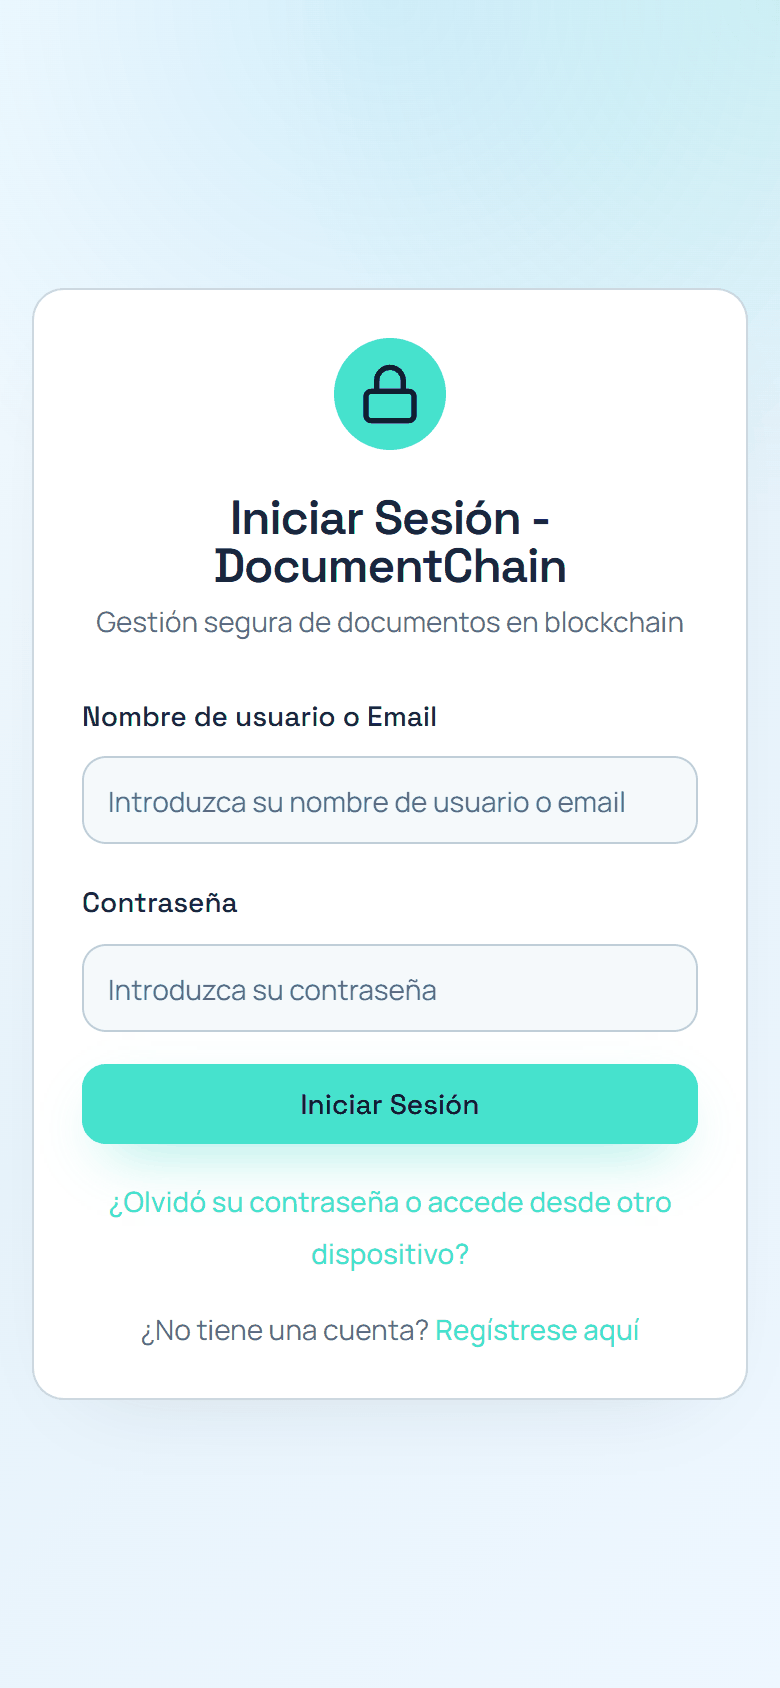 Iniciar Sesión -
DocumentChain
Gestión segura de documentos en blockchain
Nombre de usuario o Email
Introduzca su nombre de usuario o email
Contraseña
Introduzca su contraseña
Iniciar Sesión
¿Olvidó su contraseña o accede desde otro
dispositivo?
¿No tiene una cuenta? Regístrese aquí